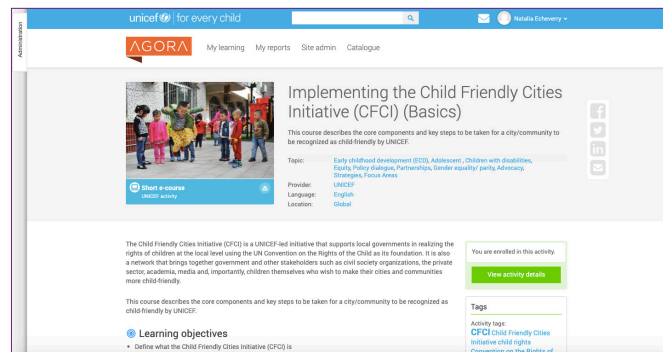 unicef | for every child
Natalia Echeverry
Administration
AGORA
My learning My reports Site admin Catalogue
Implementing the Child Friendly Cities
Initiative (CFCI) (Basics)
This course describes the core components and key steps to be taken for a city/community to
be recognized as child-friendly by UNICEF.
Topic: Early childhood development (ECD), Adolescent , Children with disabilities,
Equity, Policy dialogue, Partnerships, Gender equality/ parity, Advocacy,
Strategies, Focus Areas
Provider: UNICEF
Language: English
Location: Global
Short e-course
UNICEF activity
The Child Friendly Cities Initiative (CFCI) is a UNICEF-led initiative that supports local governments in realizing the
rights of children at the local level using the UN Convention on the Rights of the Child as its foundation. It is also
a network that brings together government and other stakeholders such as civil society organizations, the private
sector, academia, media and, importantly, children themselves who wish to make their cities and communities
more child-friendly.
This course describes the core components and key steps to be taken for a city/community to be recognized as
child-friendly by UNICEF.
Learning objectives
• Define what the Child Friendly Cities Initiative (CFCI) is
You are enrolled in this activity.
View activity details
Tags
Activity tags:
CFCI Child Friendly Cities
Initiative child rights
Convention on the Rights of